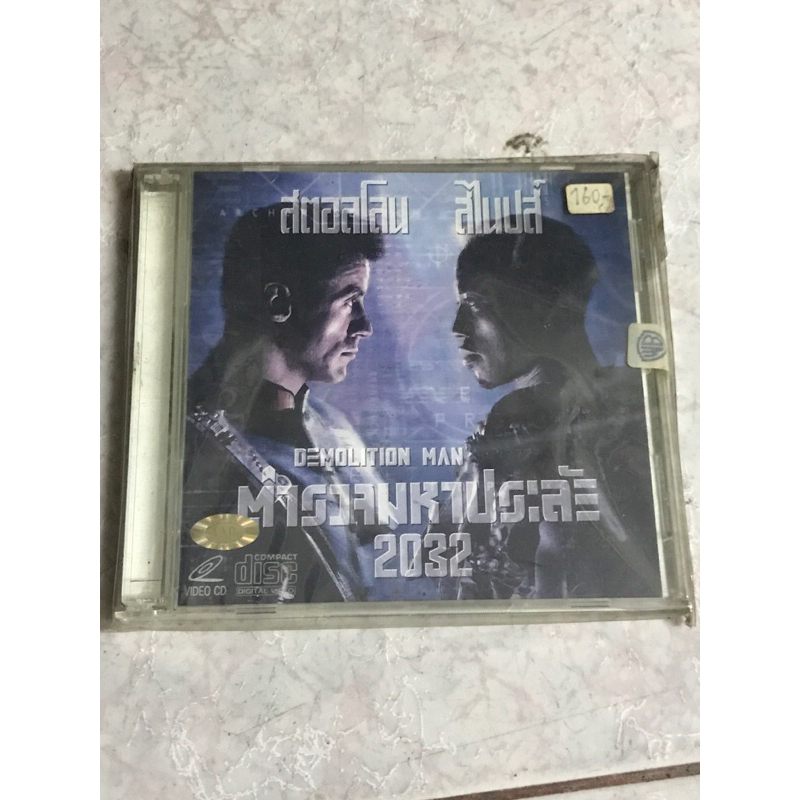 สตอลโลน สไนปส์
160.-
WB
DEMOLITION MAN
ตำรวจมหาประลัย
2032
VIDEO CD
COMPACT
disc
DIGITAL VIDEO